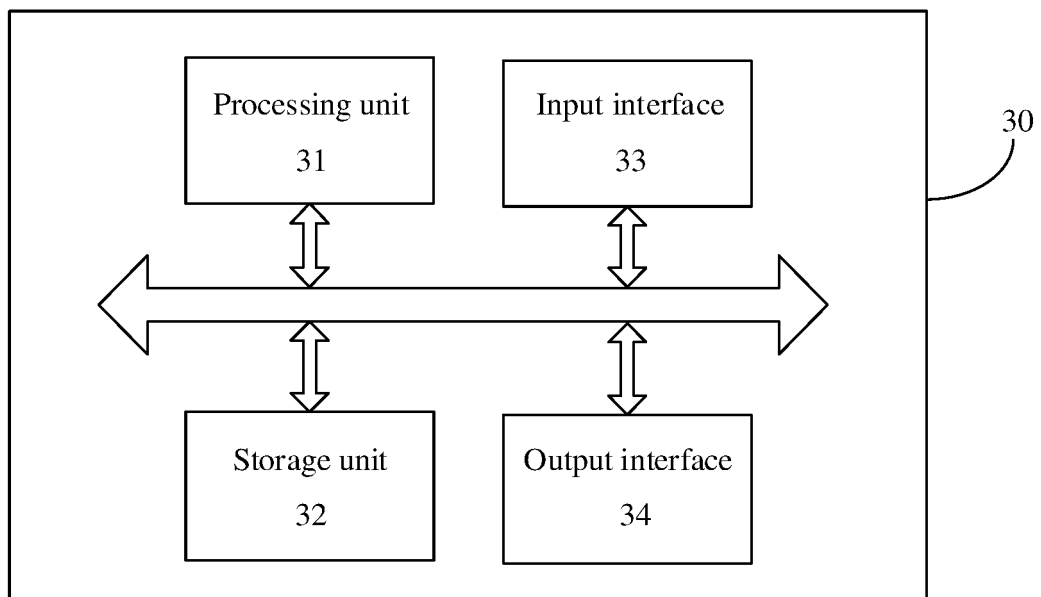 Processing unit
31
Input interface
33
30
Storage unit
32
Output interface
34